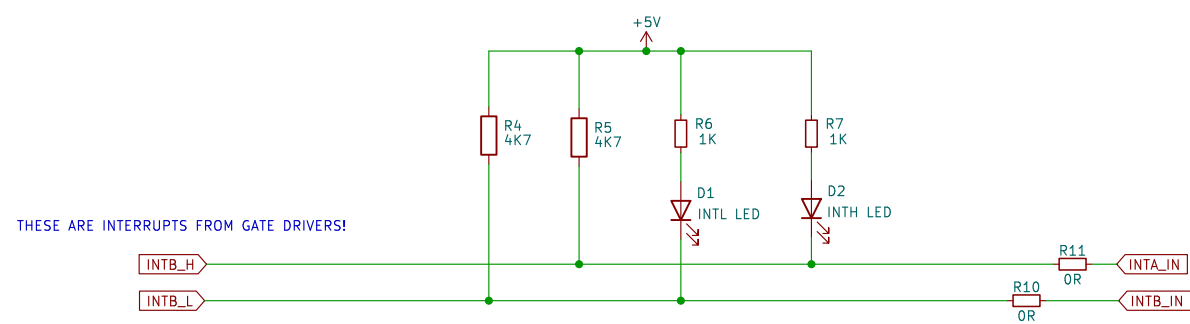 +5V
R4
4K7
R5
4K7
R6
1K
R7
1K
D1
INTL LED
D2
INTH LED
THESE ARE INTERRUPTS FROM GATE DRIVERS!
INTB_H
R11
0R
INTA_IN
INTB_L
R10
0R
INTB_IN